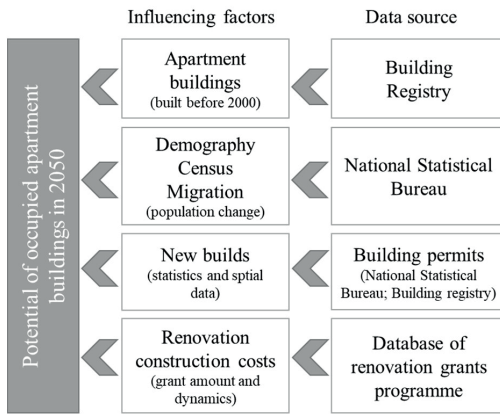 Influencing factors
Data source
Potential of occupied apartment
buildings in 2050
Apartment
buildings
(built before 2000)
Building
Registry
Demography
Census
Migration
(population change)
National Statistical
Bureau
New builds
(statistics and sptial
data)
Building permits
(National Statistical
Bureau; Building registry)
Renovation
construction costs
(grant amount and
dynamics)
Database of
renovation grants
programme